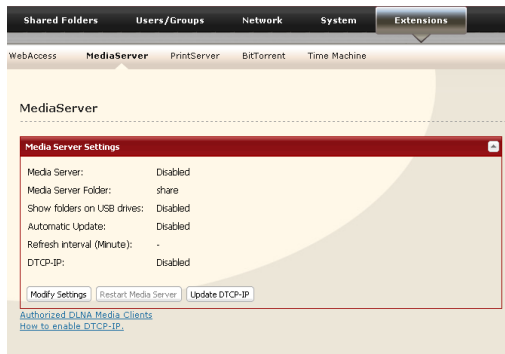 Shared Folders Users/Groups Network System Extensions
WebAccess MediaServer PrintServer BitTorrent Time Machine
MediaServer
Media Server Settings
Media Server: Disabled
Media Server Folder: share
Show folders on USB drives: Disabled
Automatic Update: Disabled
Refresh interval (Minute): -
DTCP-IP: Disabled
Modify Settings Restart Media Server Update DTCP-IP
Authorized DLNA Media Clients
How to enable DTCP-IP.